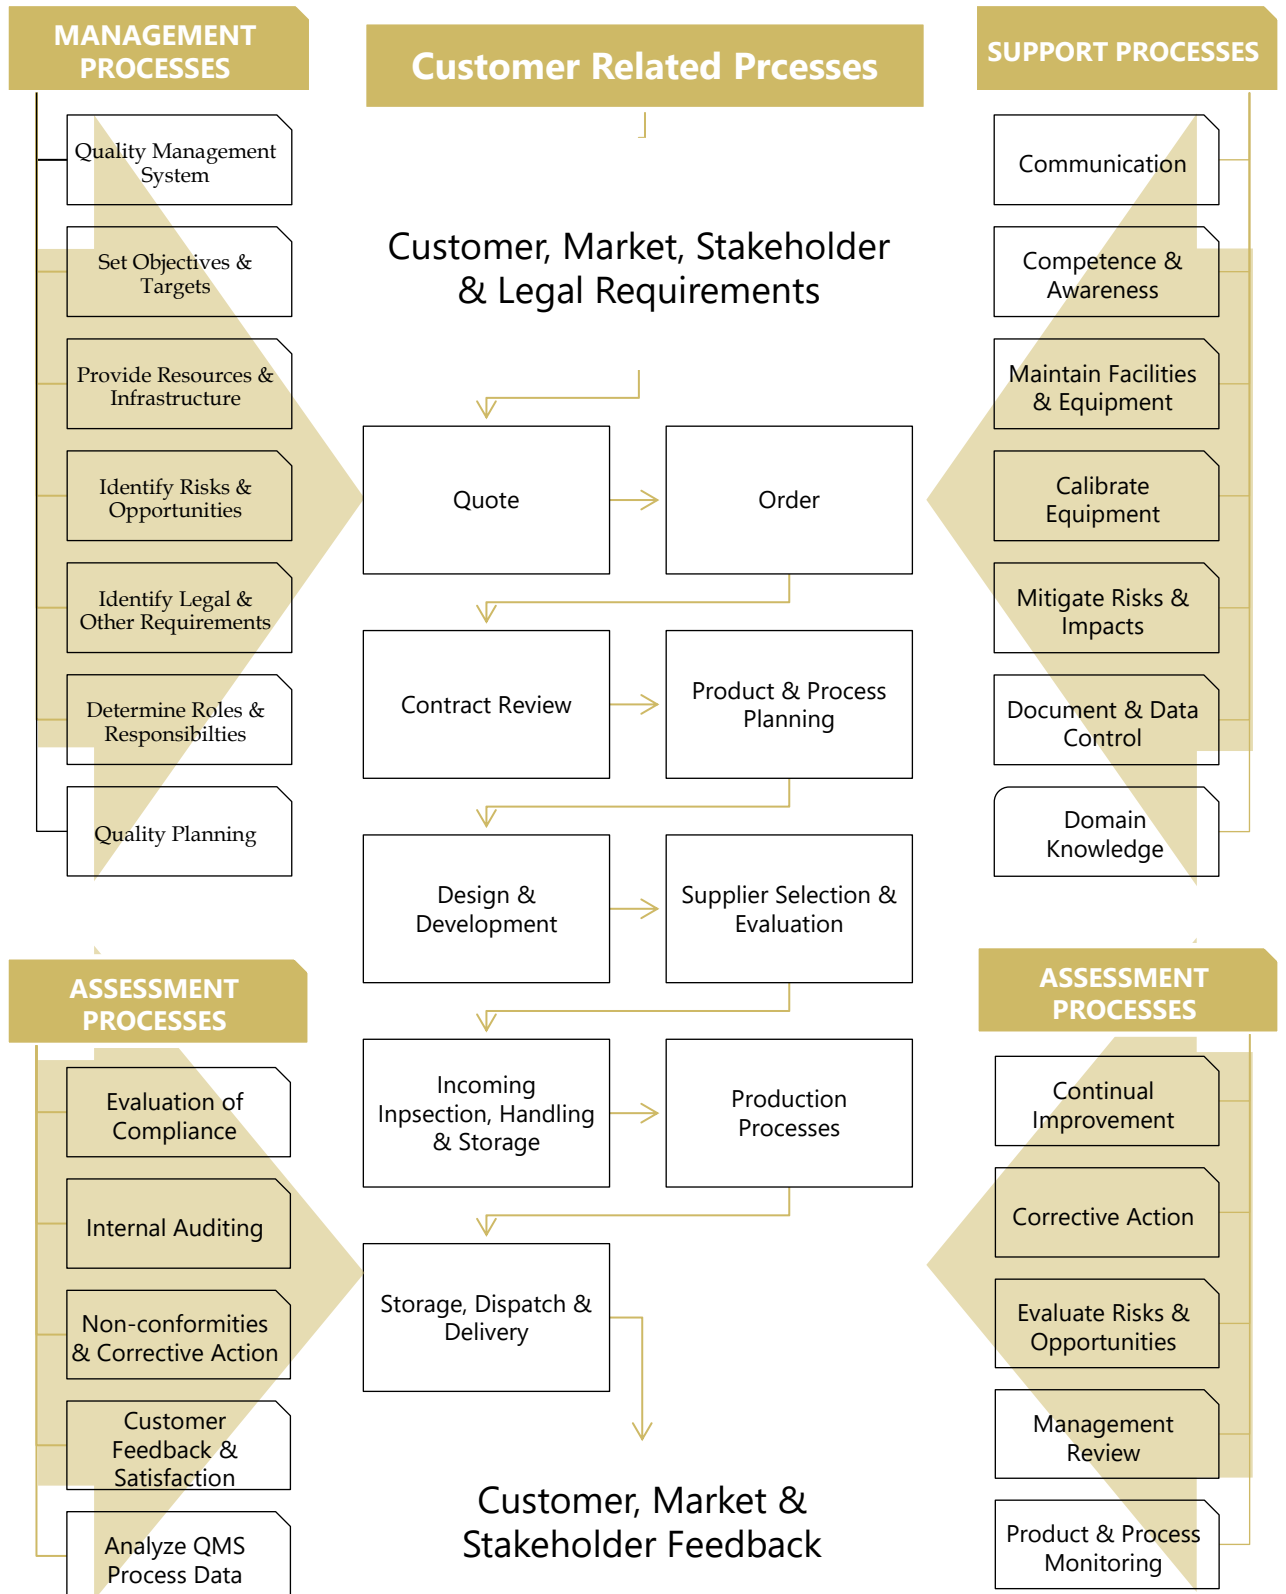 MANAGEMENT
PROCESSES
Quality Management
System
Set Objectives &
Targets
Provide Resources &
Infrastructure
Identify Risks &
Opportunities
Identify Legal &
Other Requirements
Determine Roles &
Responsibilties
Quality Planning
Customer Related Prcesses
Customer, Market, Stakeholder
& Legal Requirements
Quote
Order
Contract Review
Product & Process
Planning
Design &
Development
Supplier Selection &
Evaluation
Incoming
Inpsection, Handling
& Storage
Production
Processes
Storage, Dispatch &
Delivery
Customer, Market &
Stakeholder Feedback
SUPPORT PROCESSES
Communication
Competence &
Awareness
Maintain Facilities
& Equipment
Calibrate
Equipment
Mitigate Risks &
Impacts
Document & Data
Control
Domain
Knowledge
ASSESSMENT
PROCESSES
Evaluation of
Compliance
Internal Auditing
Non-conformities
& Corrective Action
Customer
Feedback &
Satisfaction
Analyze QMS
Process Data
ASSESSMENT
PROCESSES
Continual
Improvement
Corrective Action
Evaluate Risks &
Opportunities
Management
Review
Product & Process
Monitoring